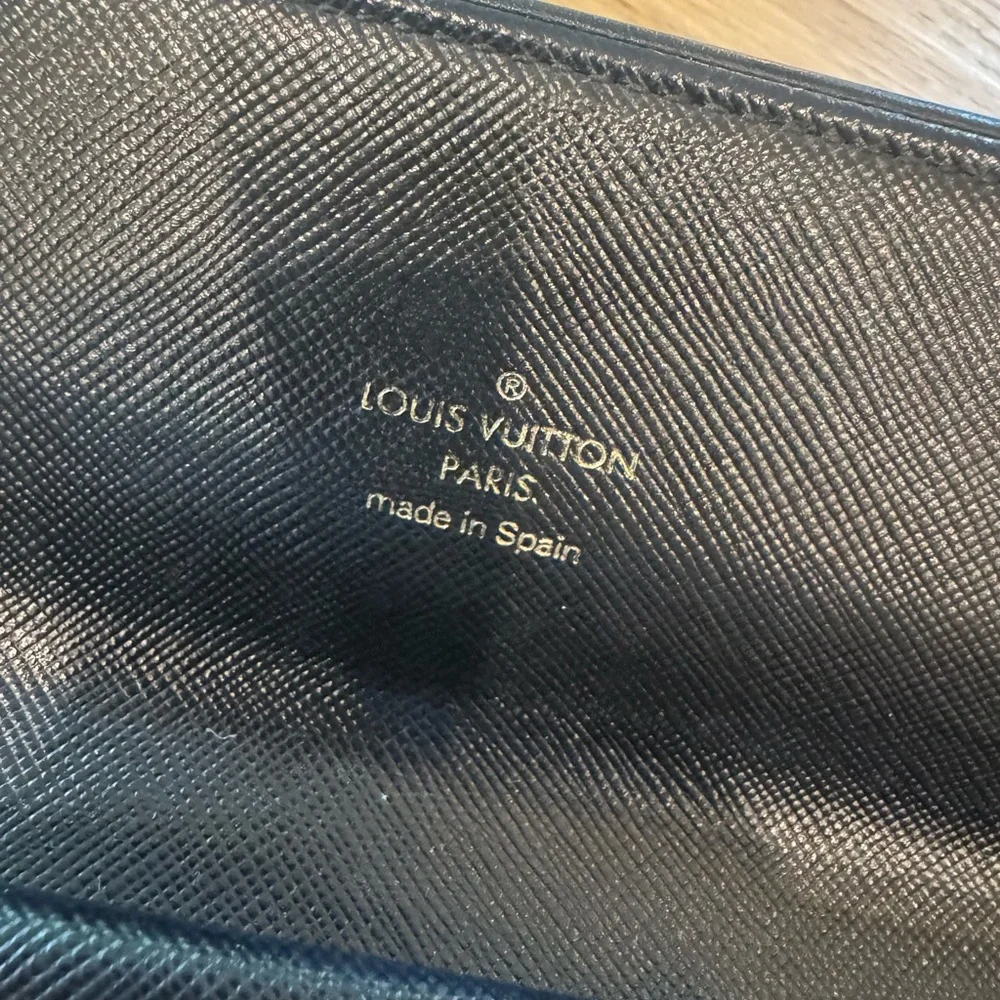 ®
LOUIS VUITTON
PARIS.
made in Spain